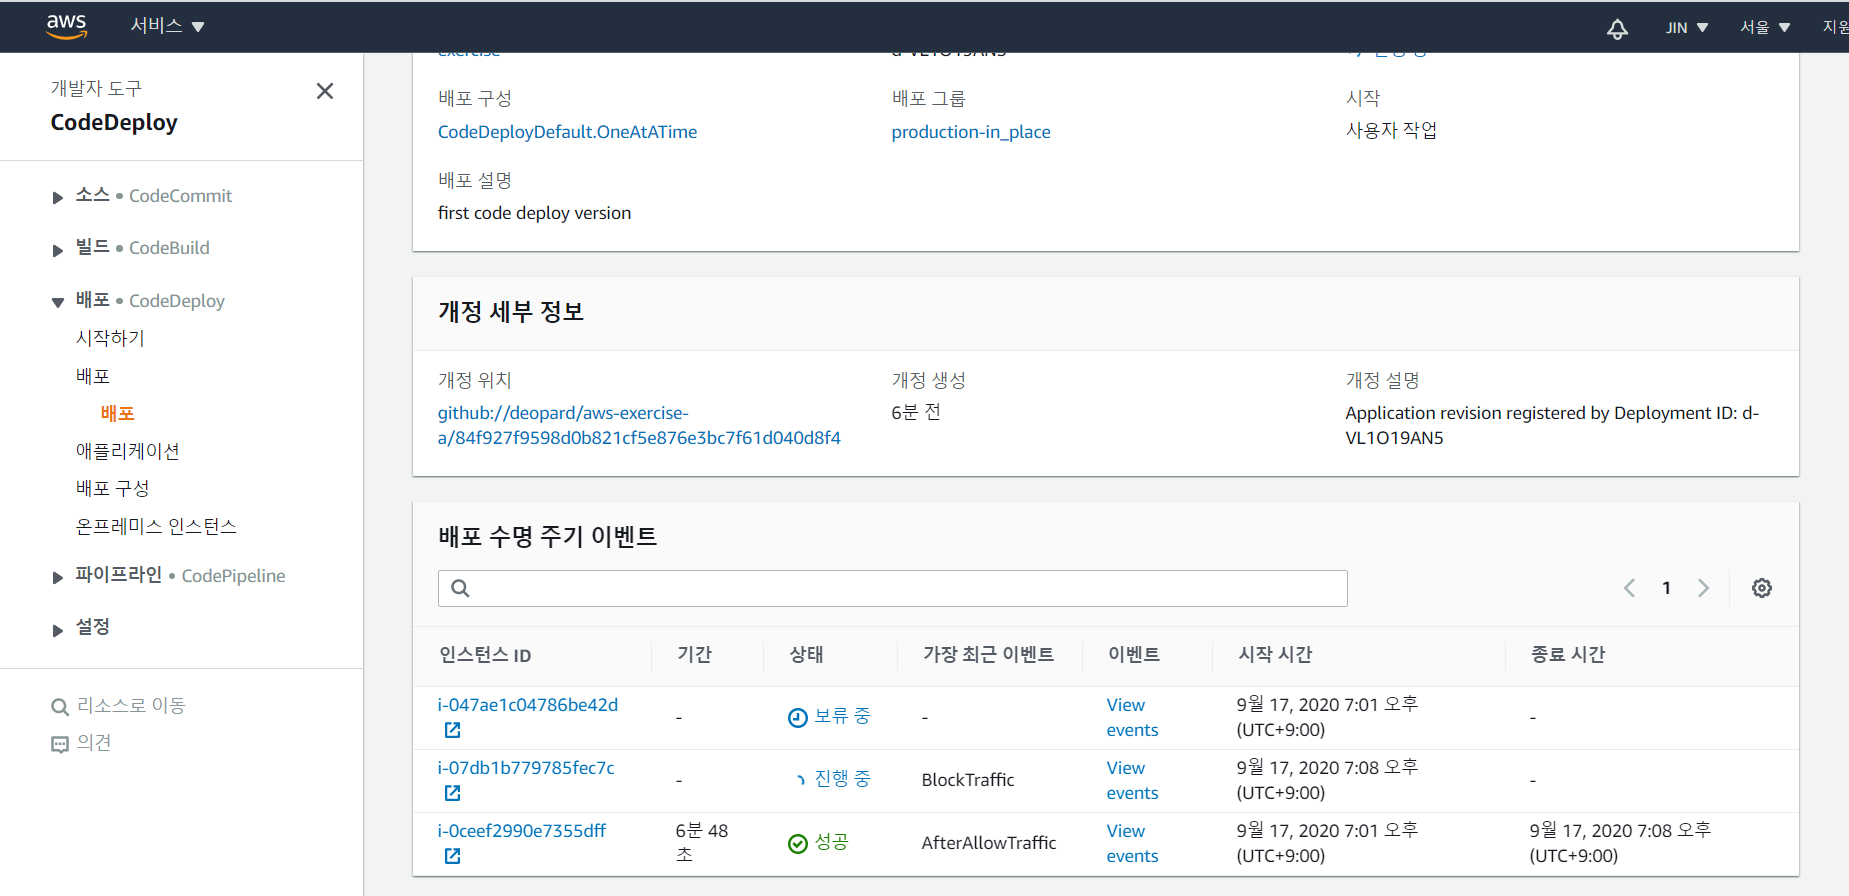 aws
서비스
JIN
서울
지원
개발자 도구
CodeDeploy
소스 • CodeCommit
빌드 • CodeBuild
배포 • CodeDeploy
시작하기
배포
배포
애플리케이션
배포 구성
온프레미스 인스턴스
파이프라인 • CodePipeline
설정
리소스로 이동
의견
exercise
d-VL1O19AN5
배포 구성
배포 그룹
시작
CodeDeployDefault.OneAtATime
production-in_place
사용자 작업
배포 설명
first code deploy version
개정 세부 정보
개정 위치
개정 생성
개정 설명
github://deopard/aws-exercise-
a/84f927f9598d0b821cf5e876e3bc7f61d040d8f4
6분 전
Application revision registered by Deployment ID: d-
VL1O19AN5
배포 수명 주기 이벤트
1
인스턴스 ID
기간
상태
가장 최근 이벤트
이벤트
시작 시간
종료 시간
i-047ae1c04786be42d
-
보류 중
-
View
events
9월 17, 2020 7:01 오후
(UTC+9:00)
-
i-07db1b779785fec7c
-
진행 중
BlockTraffic
View
events
9월 17, 2020 7:08 오후
(UTC+9:00)
-
i-0ceef2990e7355dff
6분 48
초
성공
AfterAllowTraffic
View
events
9월 17, 2020 7:01 오후
(UTC+9:00)
9월 17, 2020 7:08 오후
(UTC+9:00)